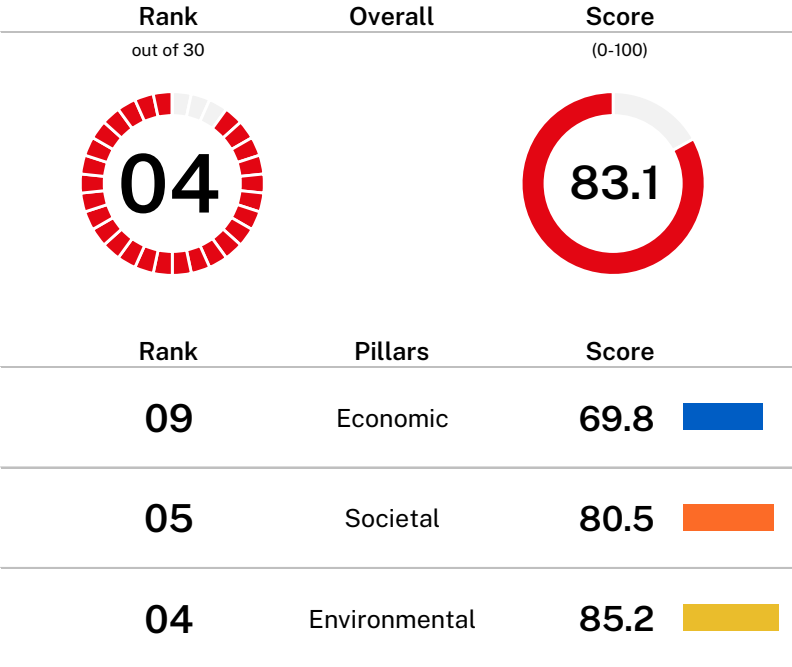 Rank Overall Score
out of 30 (0-100)
04 83.1
Rank Pillars Score
09 Economic 69.8
05 Societal 80.5
04 Environmental 85.2